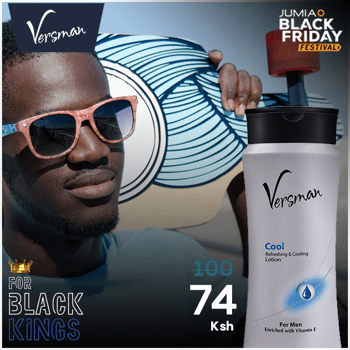 Versman
JUMIA
BLACK
FRIDAY
FESTIVAL
Versman
Cool
Refreshing & Cooling
Lotion
100
74
Ksh
For Men
Enriched with Vitamin E
FOR
BLACK
KINGS